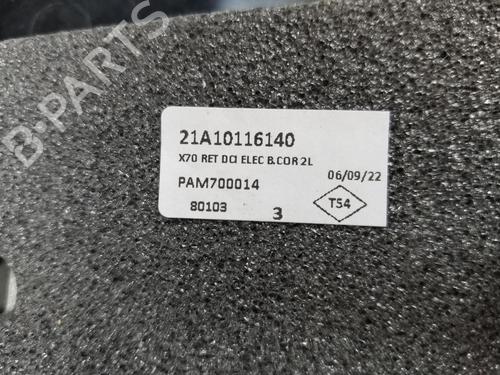 B-PARTS
21A10116140
X70 RET DCI ELEC B.COR 2L
PAM700014
06/09/22
80103
3
T54